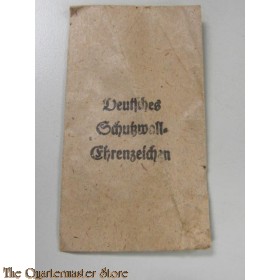 Deutsches
Schutzwall-
Ehrenzeichen
The Quartermaster Store